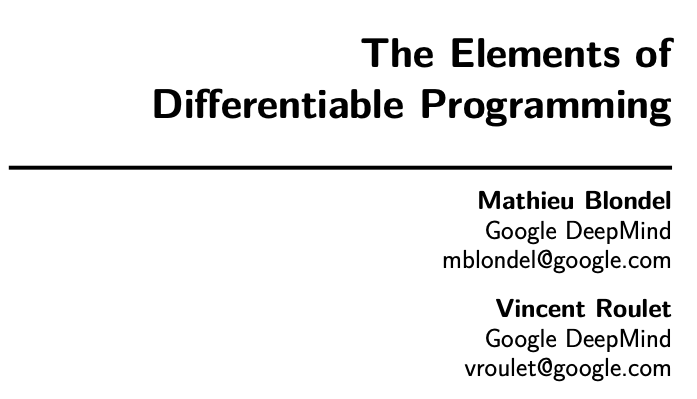 The Elements of
Differentiable Programming
Mathieu Blondel
Google DeepMind
mblondel@google.com
Vincent Roulet
Google DeepMind
vroulet@google.com